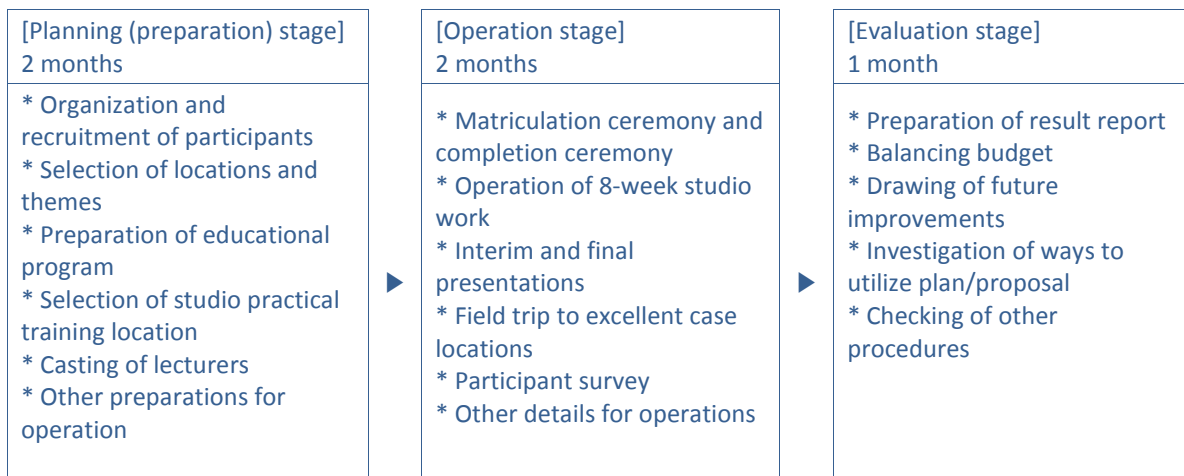 [Planning (preparation) stage]
2 months
* Organization and
recruitment of participants
* Selection of locations and
themes
* Preparation of educational
program
* Selection of studio practical
training location
* Casting of lecturers
* Other preparations for
operation
[Operation stage]
2 months
* Matriculation ceremony and
completion ceremony
* Operation of 8-week studio
work
* Interim and final
presentations
* Field trip to excellent case
locations
* Participant survey
* Other details for operations
[Evaluation stage]
1 month
* Preparation of result report
* Balancing budget
* Drawing of future
improvements
* Investigation of ways to
utilize plan/proposal
* Checking of other
procedures